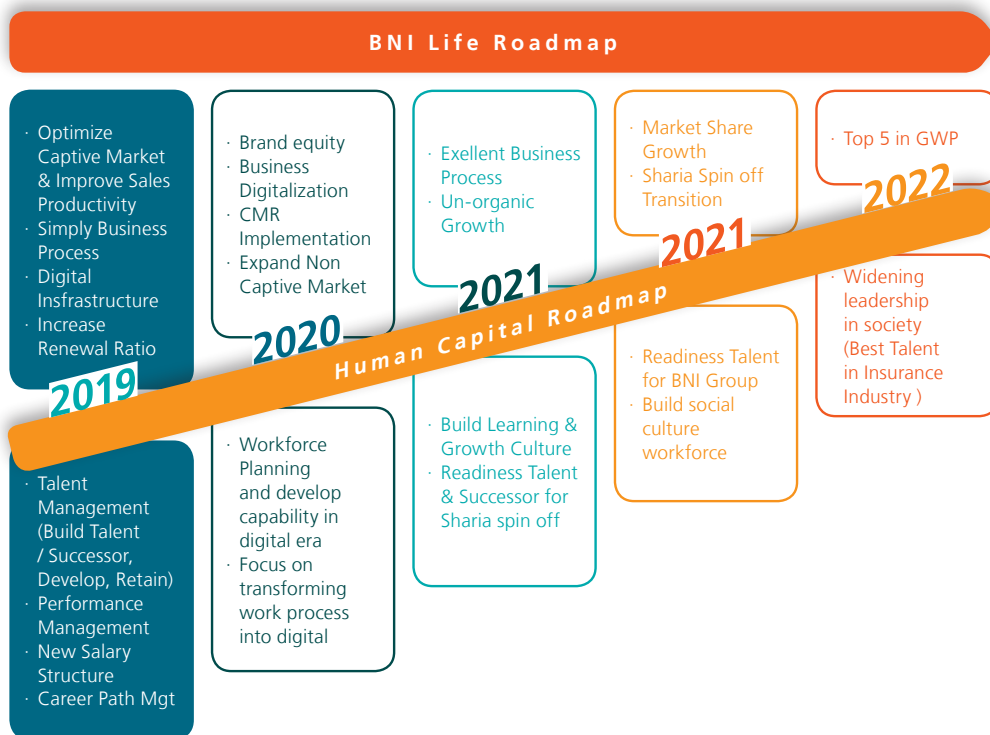 BNI Life Roadmap
· Optimize
Captive Market
& Improve Sales
Productivity
· Simply Business
Process
· Digital
Insfrastructure
· Increase
Renewal Ratio
2019
· Brand equity
· Business
Digitalization
· CMR
Implementation
· Expand Non
Captive Market
2020
· Exellent Business
Process
· Un-organic
Growth
2021
· Market Share
Growth
· Sharia Spin off
Transition
2021
· Top 5 in GWP
2022
Human Capital Roadmap
· Talent
Management
(Build Talent
/ Successor,
Develop, Retain)
· Performance
Management
· New Salary
Structure
· Career Path Mgt
· Workforce
Planning
and develop
capability in
digital era
· Focus on
transforming
work process
into digital
· Build Learning &
Growth Culture
· Readiness Talent
& Successor for
Sharia spin off
· Readiness Talent
for BNI Group
· Build social
culture
workforce
· Widening
leadership
in society
(Best Talent
in Insurance
Industry )